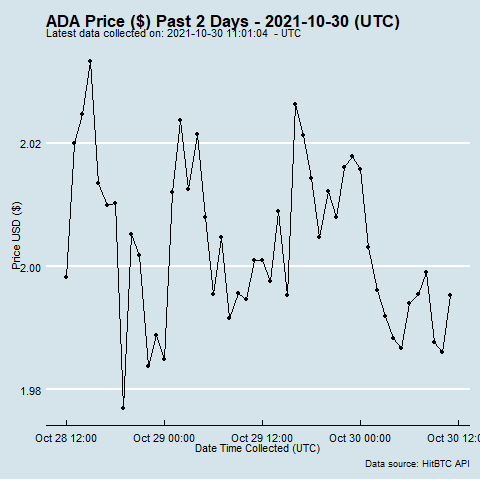 ADA Price ($) Past 2 Days - 2021-10-30 (UTC)
Latest data collected on: 2021-10-30 11:01:04  - UTC
Price USD ($)
2.02
2.00
1.98
Oct 28 12:00
Oct 29 00:00
Oct 29 12:00
Oct 30 00:00
Oct 30 12:00
Date Time Collected (UTC)
Data source: HitBTC API